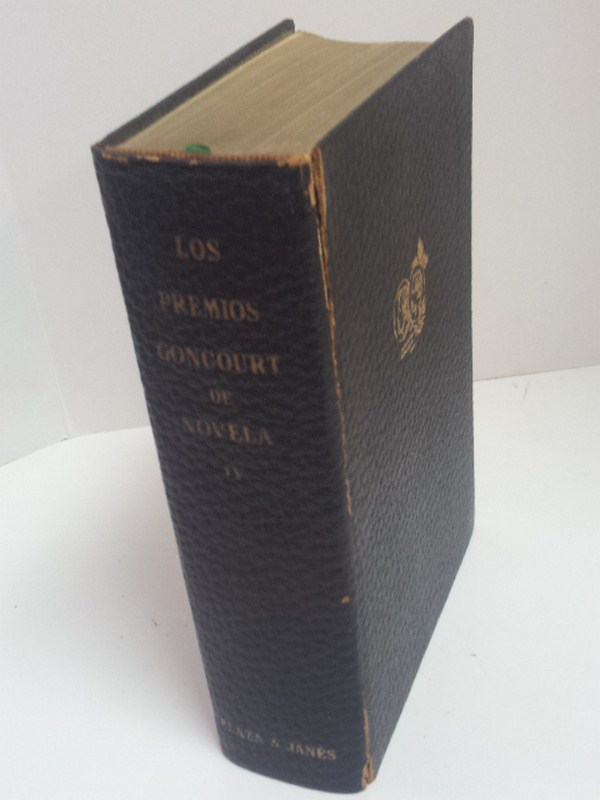 LOS
PREMIOS
GONCOURT
DE
NOVELA
IV
PLAZA & JANÉS